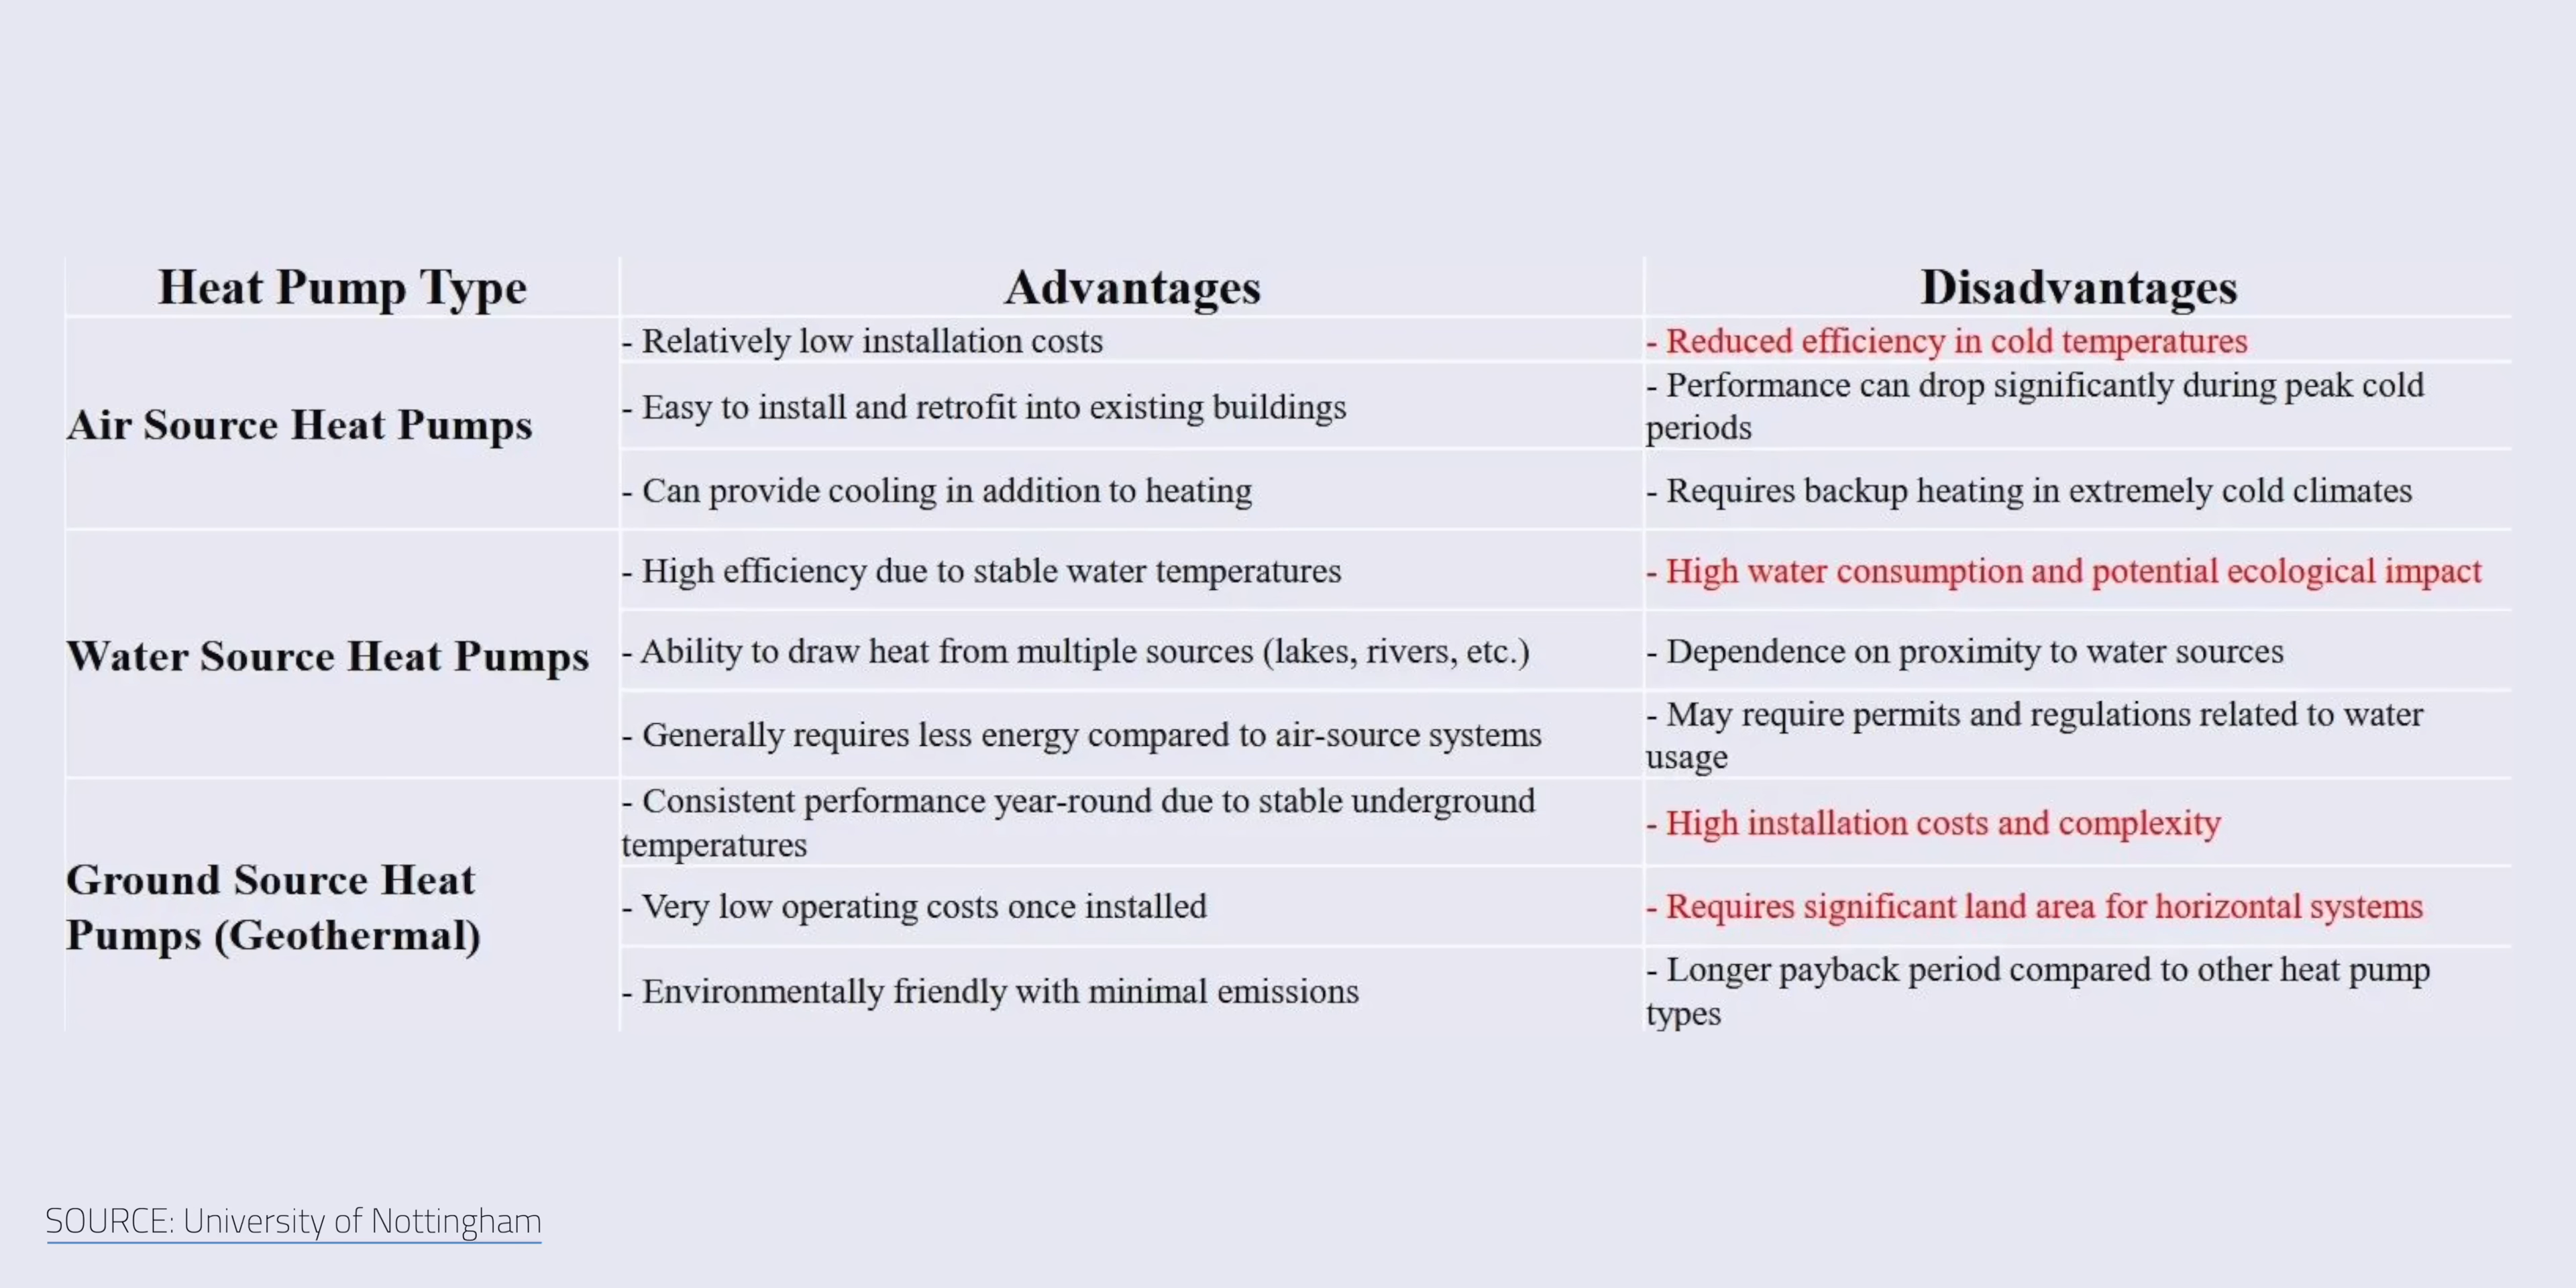 Heat Pump Type
Advantages
Disadvantages
Air Source Heat Pumps
- Relatively low installation costs
- Reduced efficiency in cold temperatures
- Easy to install and retrofit into existing buildings
- Performance can drop significantly during peak cold
periods
- Can provide cooling in addition to heating
- Requires backup heating in extremely cold climates
Water Source Heat Pumps
- High efficiency due to stable water temperatures
- High water consumption and potential ecological impact
- Ability to draw heat from multiple sources (lakes, rivers, etc.)
- Dependence on proximity to water sources
- Generally requires less energy compared to air-source systems
- May require permits and regulations related to water
usage
Ground Source Heat
Pumps (Geothermal)
- Consistent performance year-round due to stable underground
temperatures
- High installation costs and complexity
- Very low operating costs once installed
- Requires significant land area for horizontal systems
- Environmentally friendly with minimal emissions
- Longer payback period compared to other heat pump
types
SOURCE: University of Nottingham